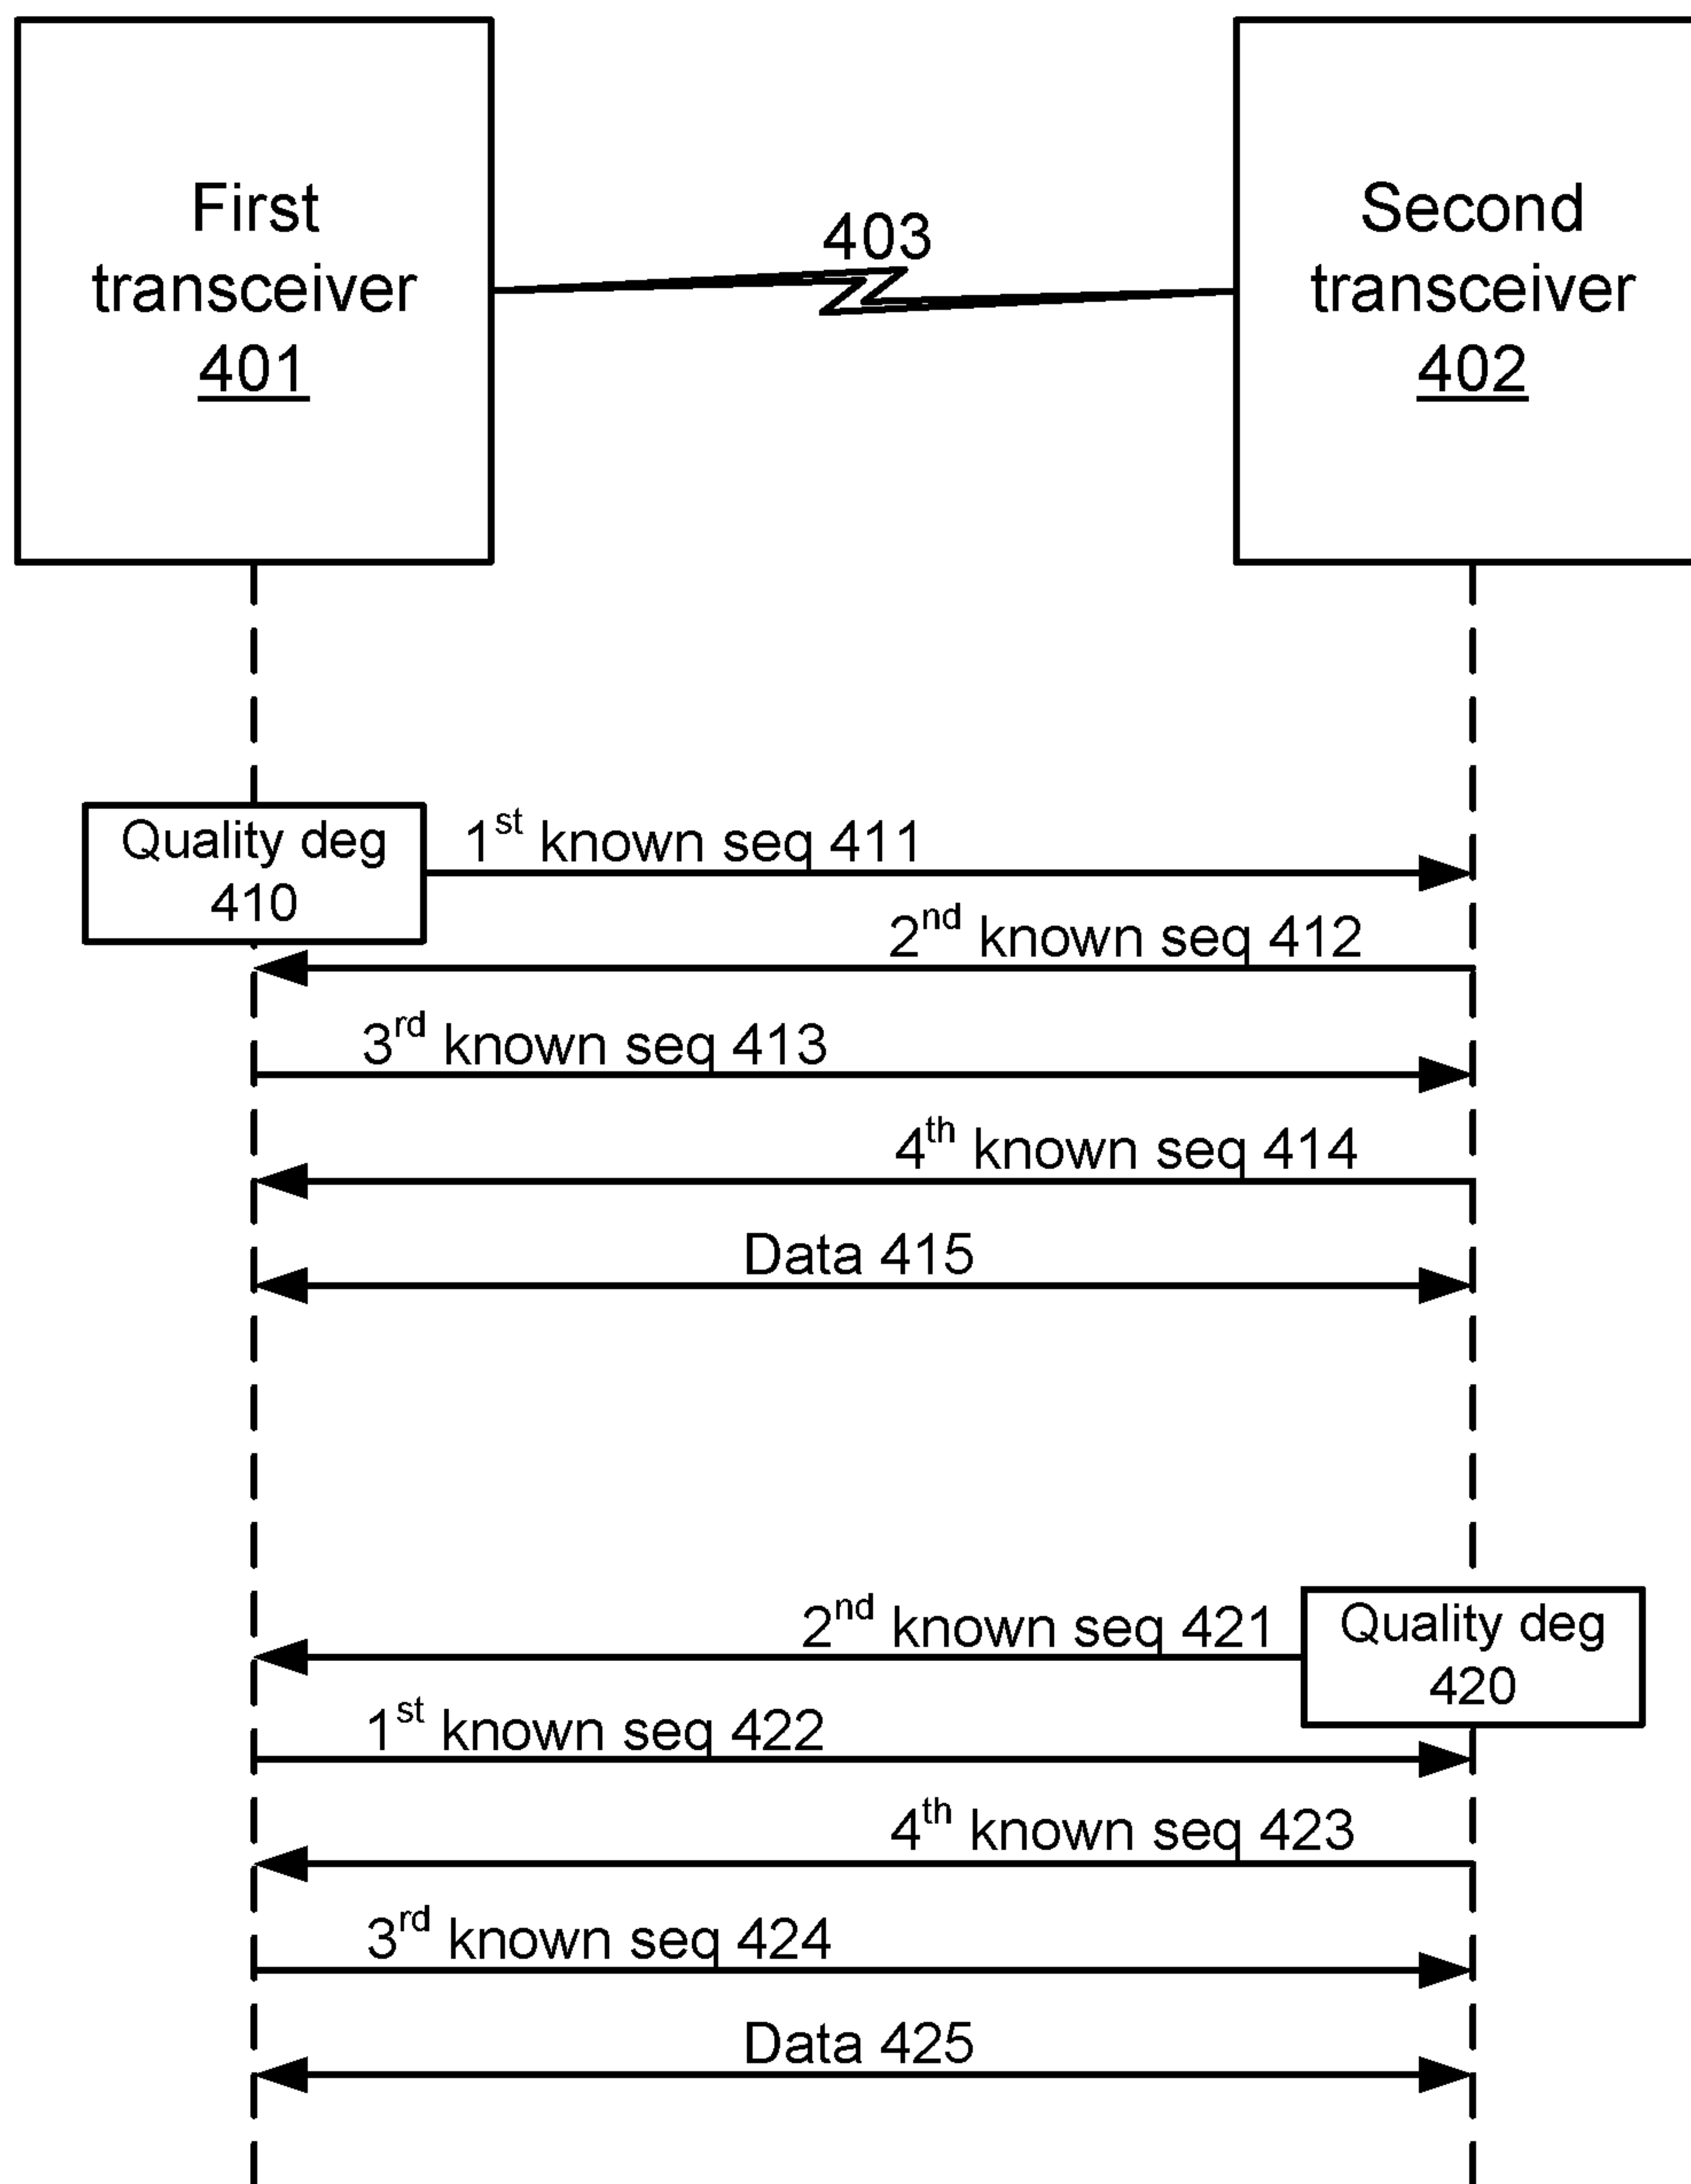 First
transceiver
401
403
Second
transceiver
402
Quality deg
410
1st known seq 411
2nd known seq 412
3rd known seq 413
4th known seq 414
Data 415
2nd known seq 421
Quality deg
420
1st known seq 422
4th known seq 423
3rd known seq 424
Data 425